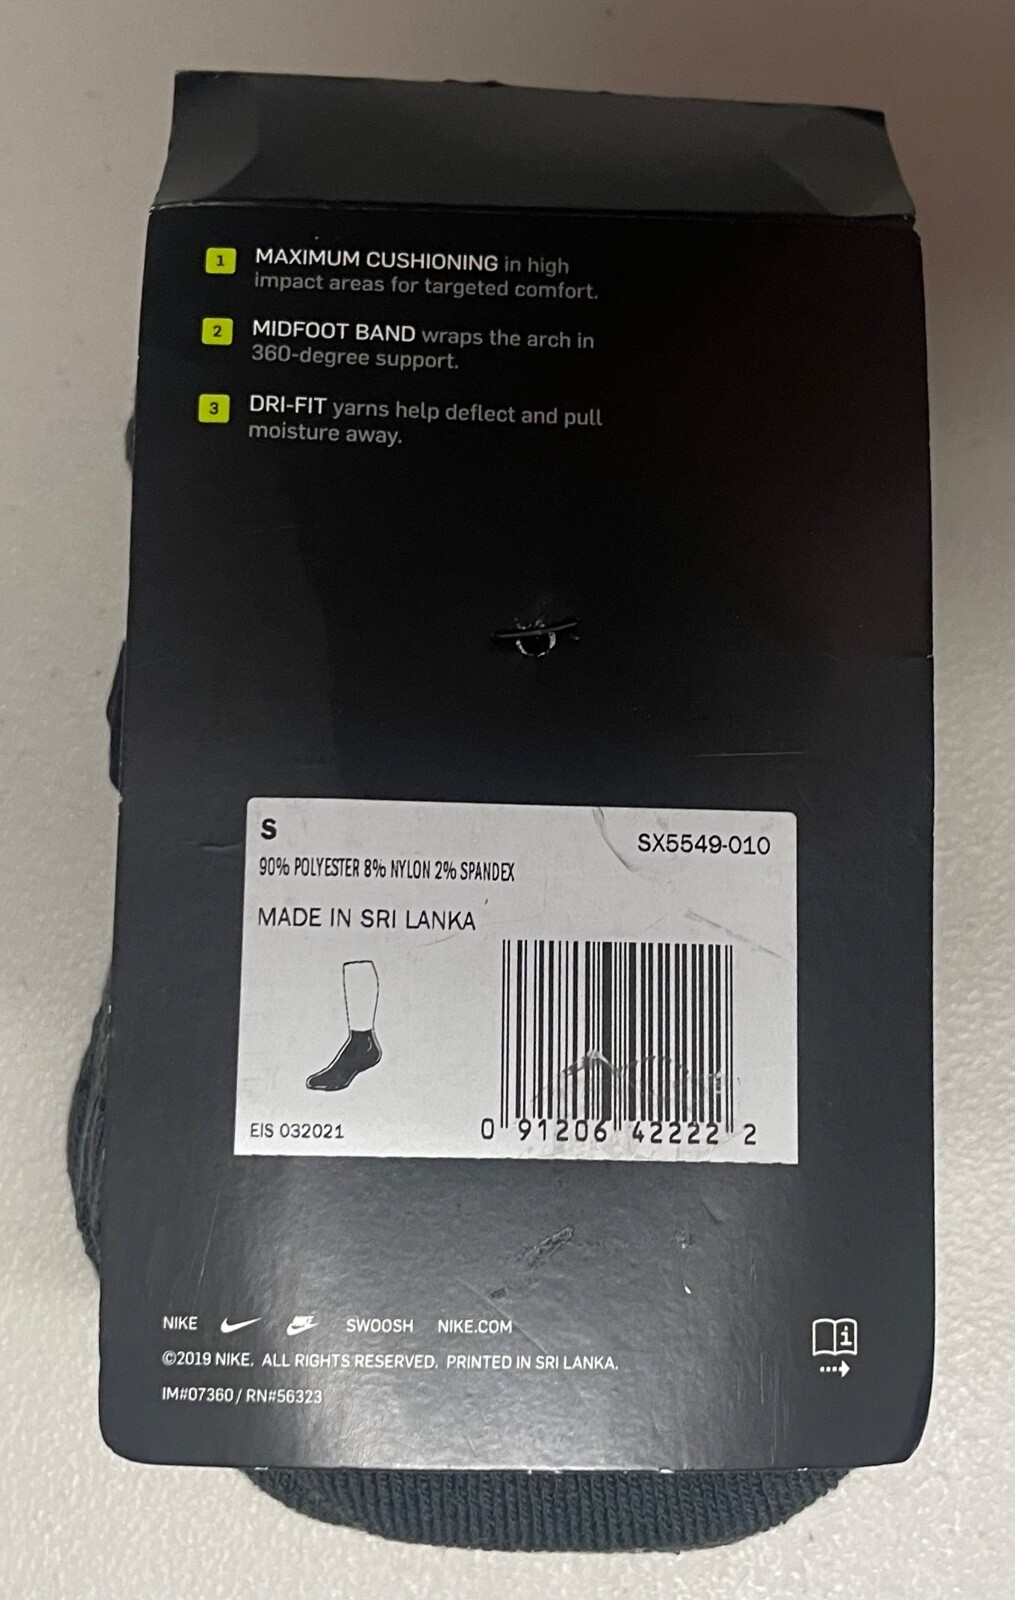 1 MAXIMUM CUSHIONING in high
impact areas for targeted comfort.
2 MIDFOOT BAND wraps the arch in
360-degree support.
3 DRI-FIT yarns help deflect and pull
moisture away.
S SX5549-010
90% POLYESTER 8% NYLON 2% SPANDEX
MADE IN SRI LANKA
EIS 032021
0 91206 42222 2
NIKE NIKE SWOOSH NIKE.COM
©2019 NIKE. ALL RIGHTS RESERVED. PRINTED IN SRI LANKA.
IM#07360 / RN#56323
i